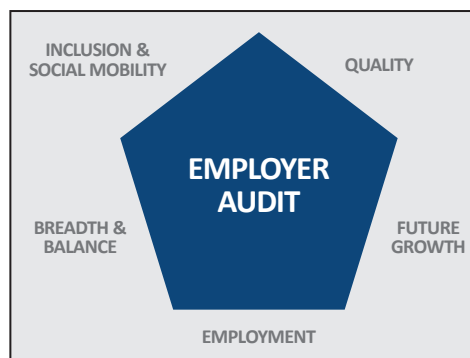 INCLUSION &
SOCIAL MOBILITY
QUALITY
EMPLOYER
AUDIT
BREADTH &
BALANCE
FUTURE
GROWTH
EMPLOYMENT